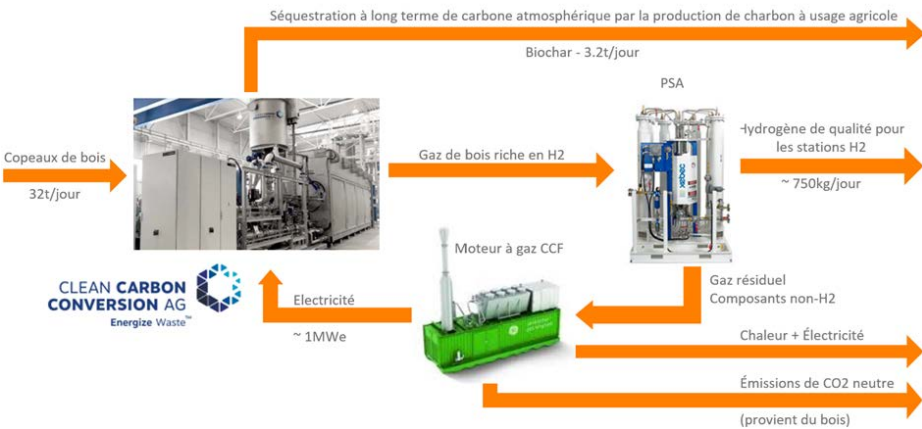 Séquestration à long terme de carbone atmosphérique par la production de charbon à usage agricole
Biochar - 3.2t/jour
PSA
Copeaux de bois
32t/jour
Gaz de bois riche en H2
Hydrogène de qualité pour
les stations H2
~ 750kg/jour
xebec
Moteur à gaz CCF
Gaz résiduel
Composants non-H2
CLEAN CARBON
CONVERSION AG
Energize Waste™
Electricité
~ 1MWe
Chaleur + Électricité
Émissions de CO2 neutre
(provient du bois)